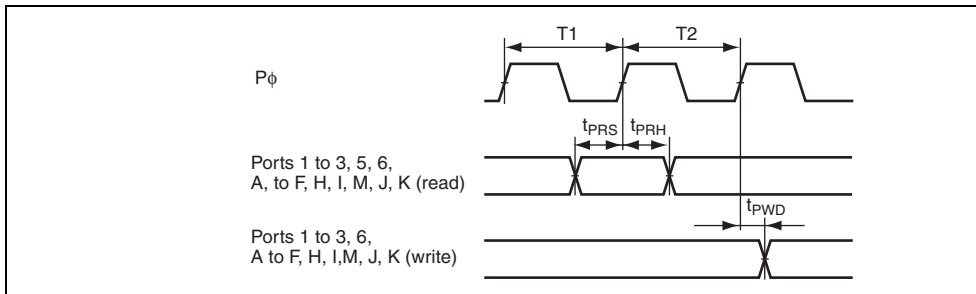 T1 T2
Pϕ
tPRS tPRH
Ports 1 to 3, 5, 6,
A, to F, H, I, M, J, K (read)
tPWD
Ports 1 to 3, 6,
A to F, H, I,M, J, K (write)